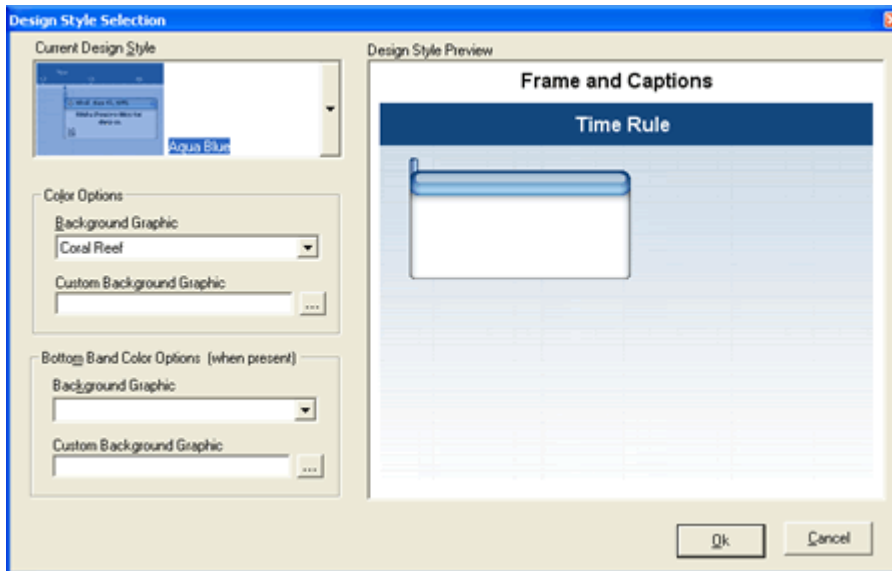 Design Style Selection
Current Design Style
Aqua Blue
Color Options
Background Graphic
Coral Reef
Custom Background Graphic
...
Bottom Band Color Options (when present)
Background Graphic
Custom Background Graphic
...
Design Style Preview
Frame and Captions
Time Rule
Ok
Cancel